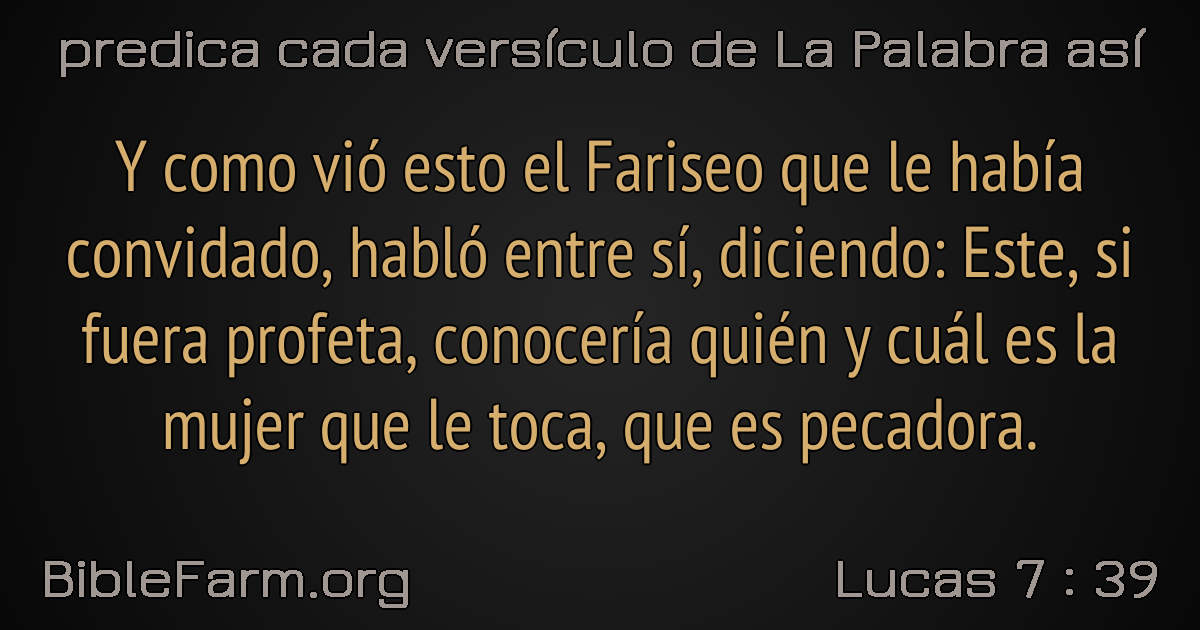 predica cada versículo de La Palabra así
Y como vió esto el Fariseo que le había
convidado, habló entre sí, diciendo: Este, si
fuera profeta, conocería quién y cuál es la
mujer que le toca, que es pecadora.
BibleFarm.org
Lucas 7 : 39